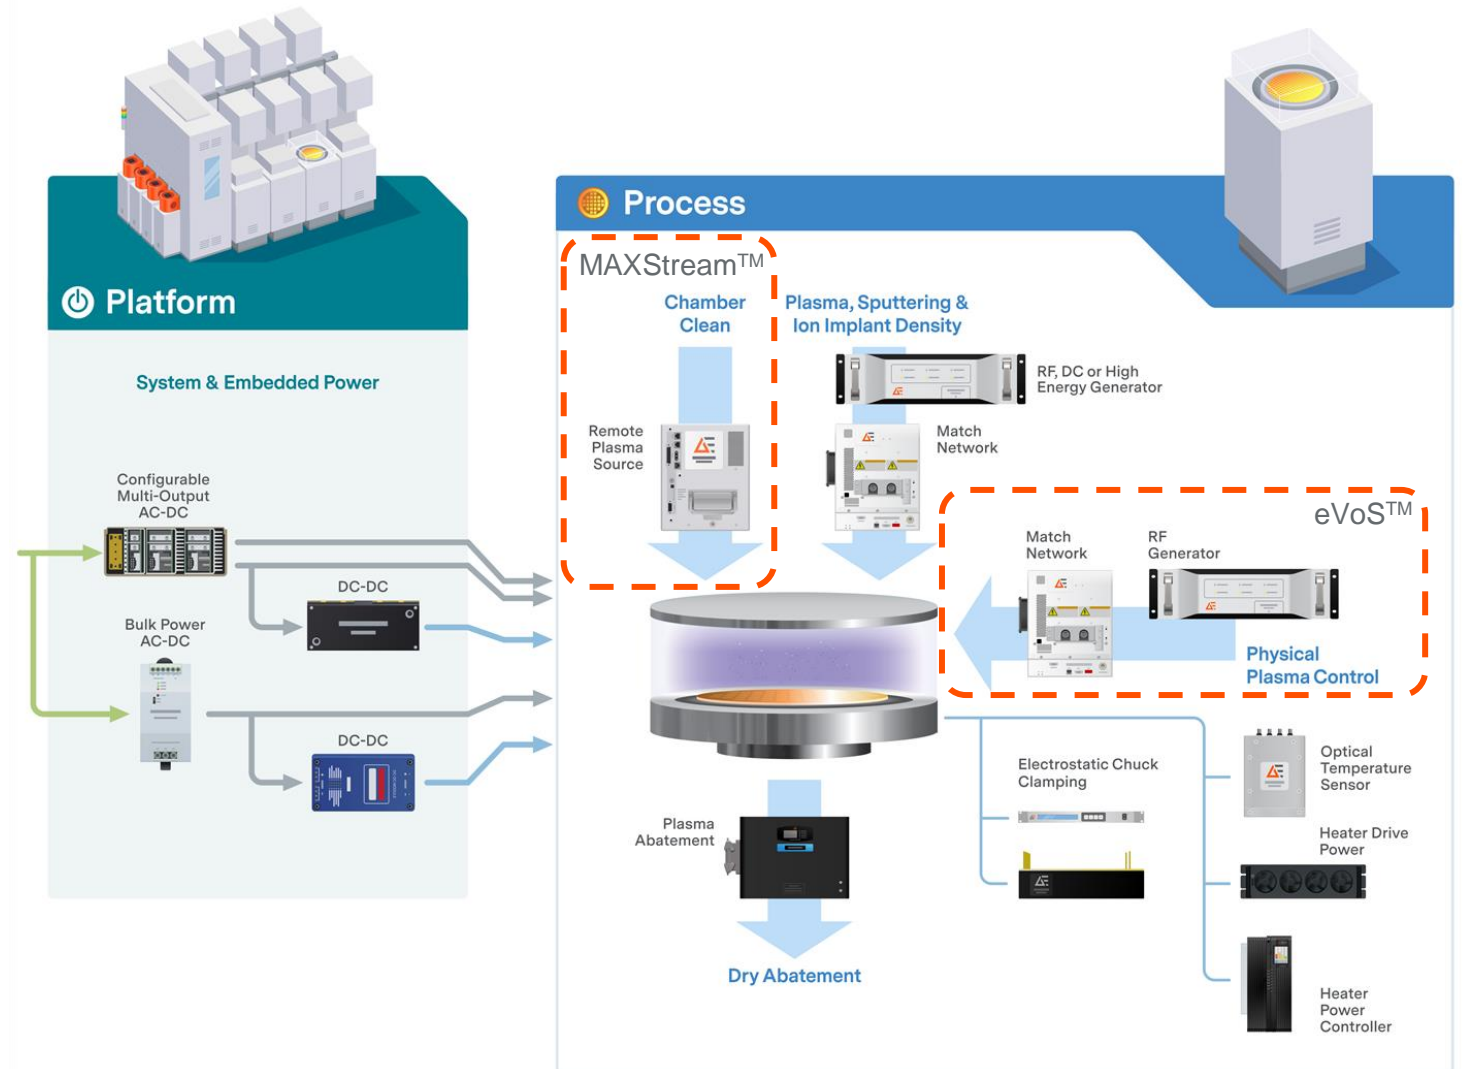 Platform
System & Embedded Power
Configurable
Multi-Output
AC-DC
DC-DC
Bulk Power
AC-DC
DC-DC
Process
MAXStream™
Chamber
Clean
Remote
Plasma
Source
Plasma, Sputtering &
Ion Implant Density
RF, DC or High
Energy Generator
Match
Network
eVoS™
Match
Network
RF
Generator
Physical
Plasma Control
Electrostatic Chuck
Clamping
Optical
Temperature
Sensor
Heater Drive
Power
Heater
Power
Controller
Plasma
Abatement
Dry Abatement